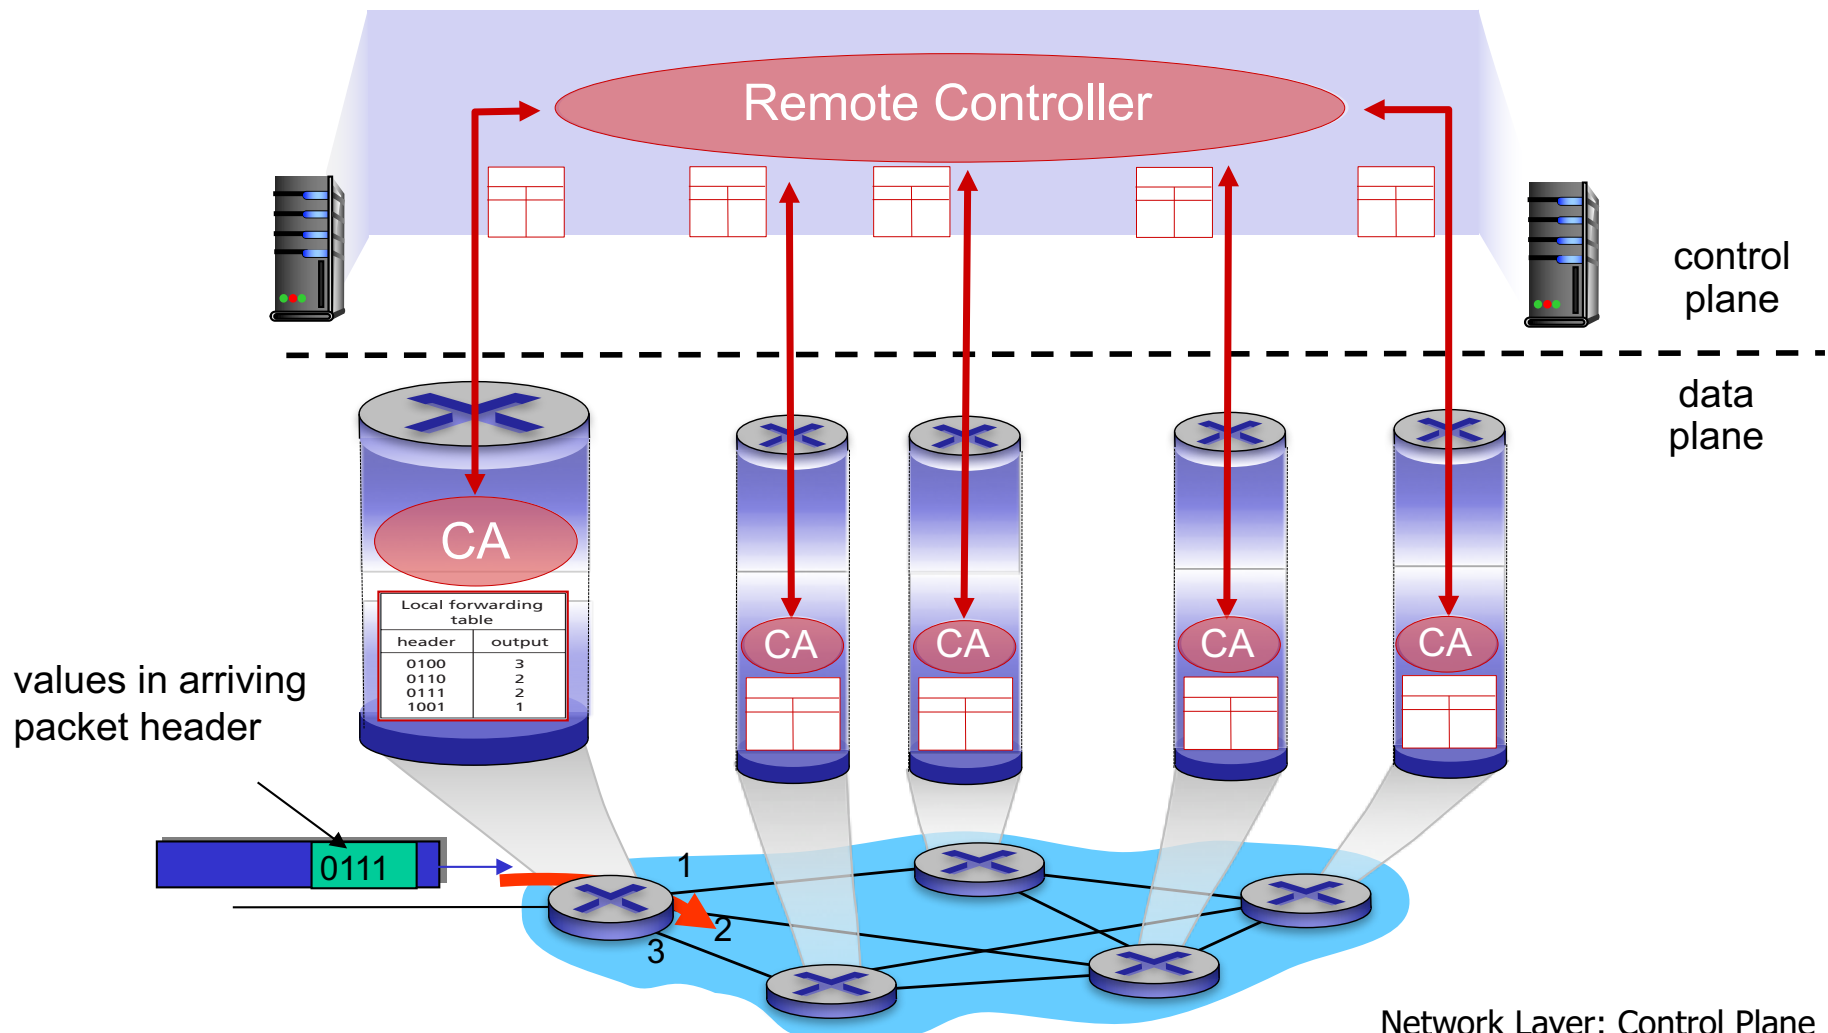 Remote Controller
control
plane
data
plane
CA
Local forwarding
table
header output
0100 3
0110 2
0111 2
1001 1
CA
CA
CA
CA
values in arriving
packet header
0111
1
2
3
Network Layer: Control Plane